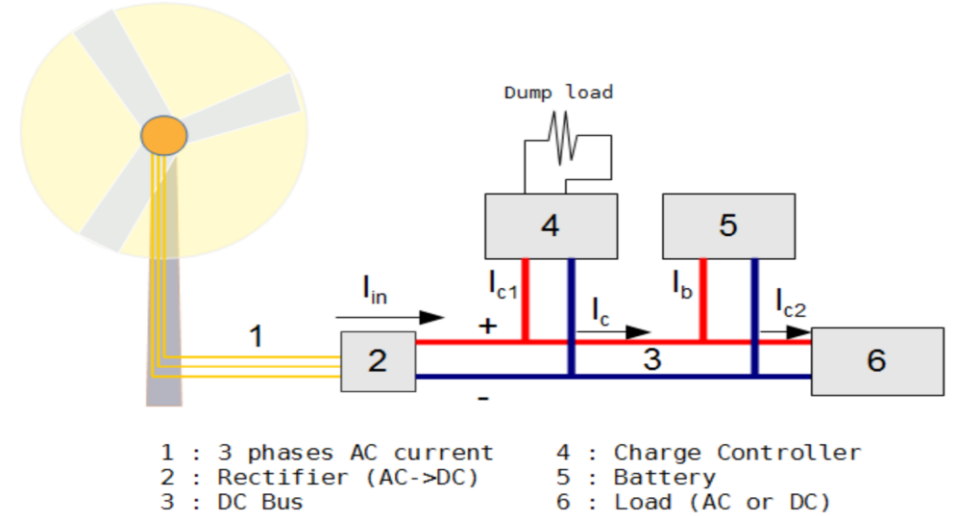 Dump load
4
5
I_c1
I_b
I_in
I_c
I_c2
1
+
2
3
6
-
1 : 3 phases AC current
2 : Rectifier (AC->DC)
3 : DC Bus
4 : Charge Controller
5 : Battery
6 : Load (AC or DC)